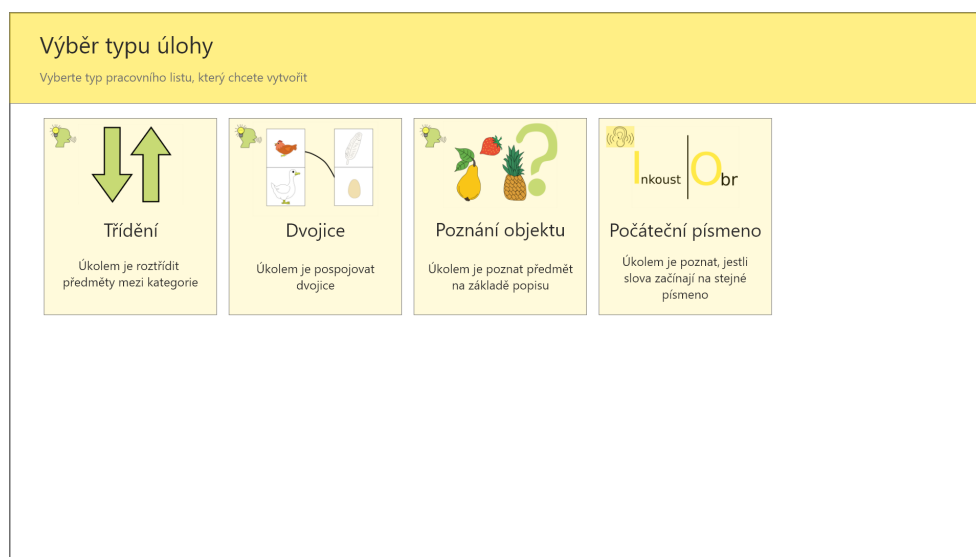 Výběr typu úlohy
Vyberte typ pracovního listu, který chcete vytvořit
Třídění
Úkolem je roztřídit
předměty mezi kategorie
Dvojice
Úkolem je pospojovat
dvojice
Poznání objektu
Úkolem je poznat předmět
na základě popisu
Inkoust
Obr
Počáteční písmeno
Úkolem je poznat, jestli
slova začínají na stejné
písmeno